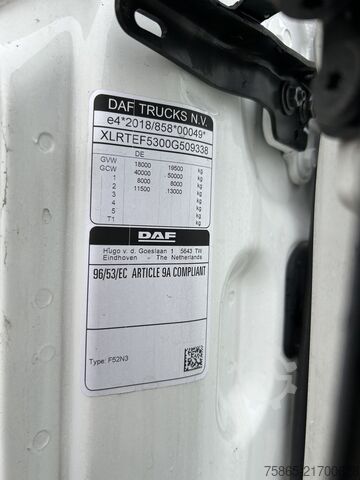 DAF TRUCKS N.V.
e4*2018/858*00049*
XLRTEF5300G509338
DE
GVW 18000 19500 kg
GCW 40000 50000 kg
1 8000 8000 kg
2 11500 13000 kg
3 kg
4 kg
5 kg
T1 kg
DAF
Hugo v. d. Goeslaan 1 5643 TW
Eindhoven - The Netherlands
96/53/EC ARTICLE 9A COMPLIANT
Type: F52N3